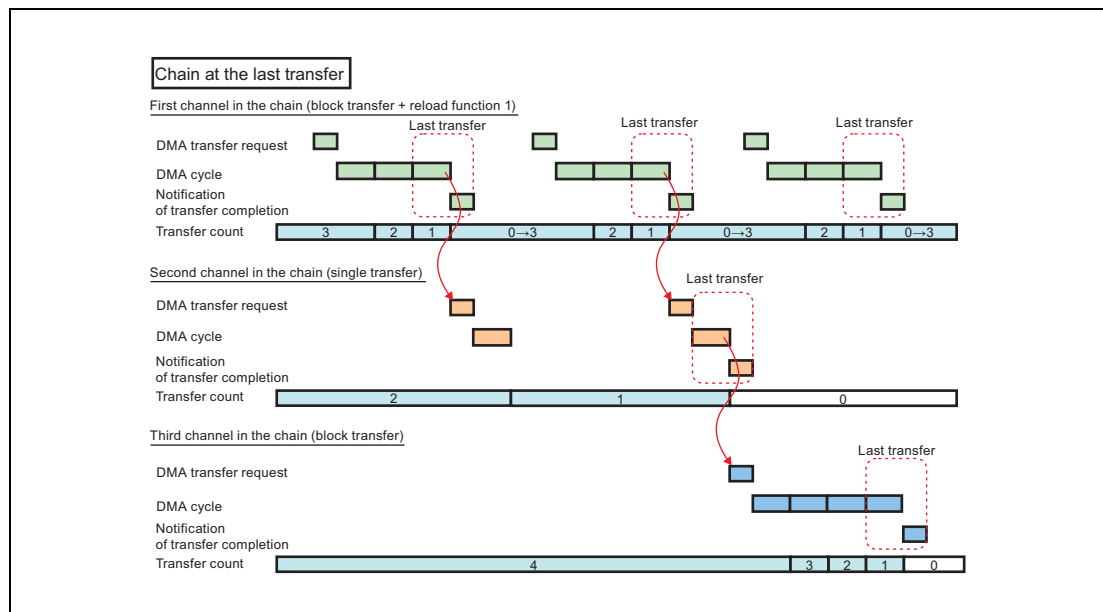 Chain at the last transfer
First channel in the chain (block transfer + reload function 1)
Last transfer Last transfer Last transfer
DMA transfer request
DMA cycle
Notification
of transfer completion
Transfer count 3 2 1 0→3 2 1 0→3 2 1 0→3
Second channel in the chain (single transfer)
Last transfer
DMA transfer request
DMA cycle
Notification
of transfer completion
Transfer count 2 1 0
Third channel in the chain (block transfer)
Last transfer
DMA transfer request
DMA cycle
Notification
of transfer completion
Transfer count 4 3 2 1 0